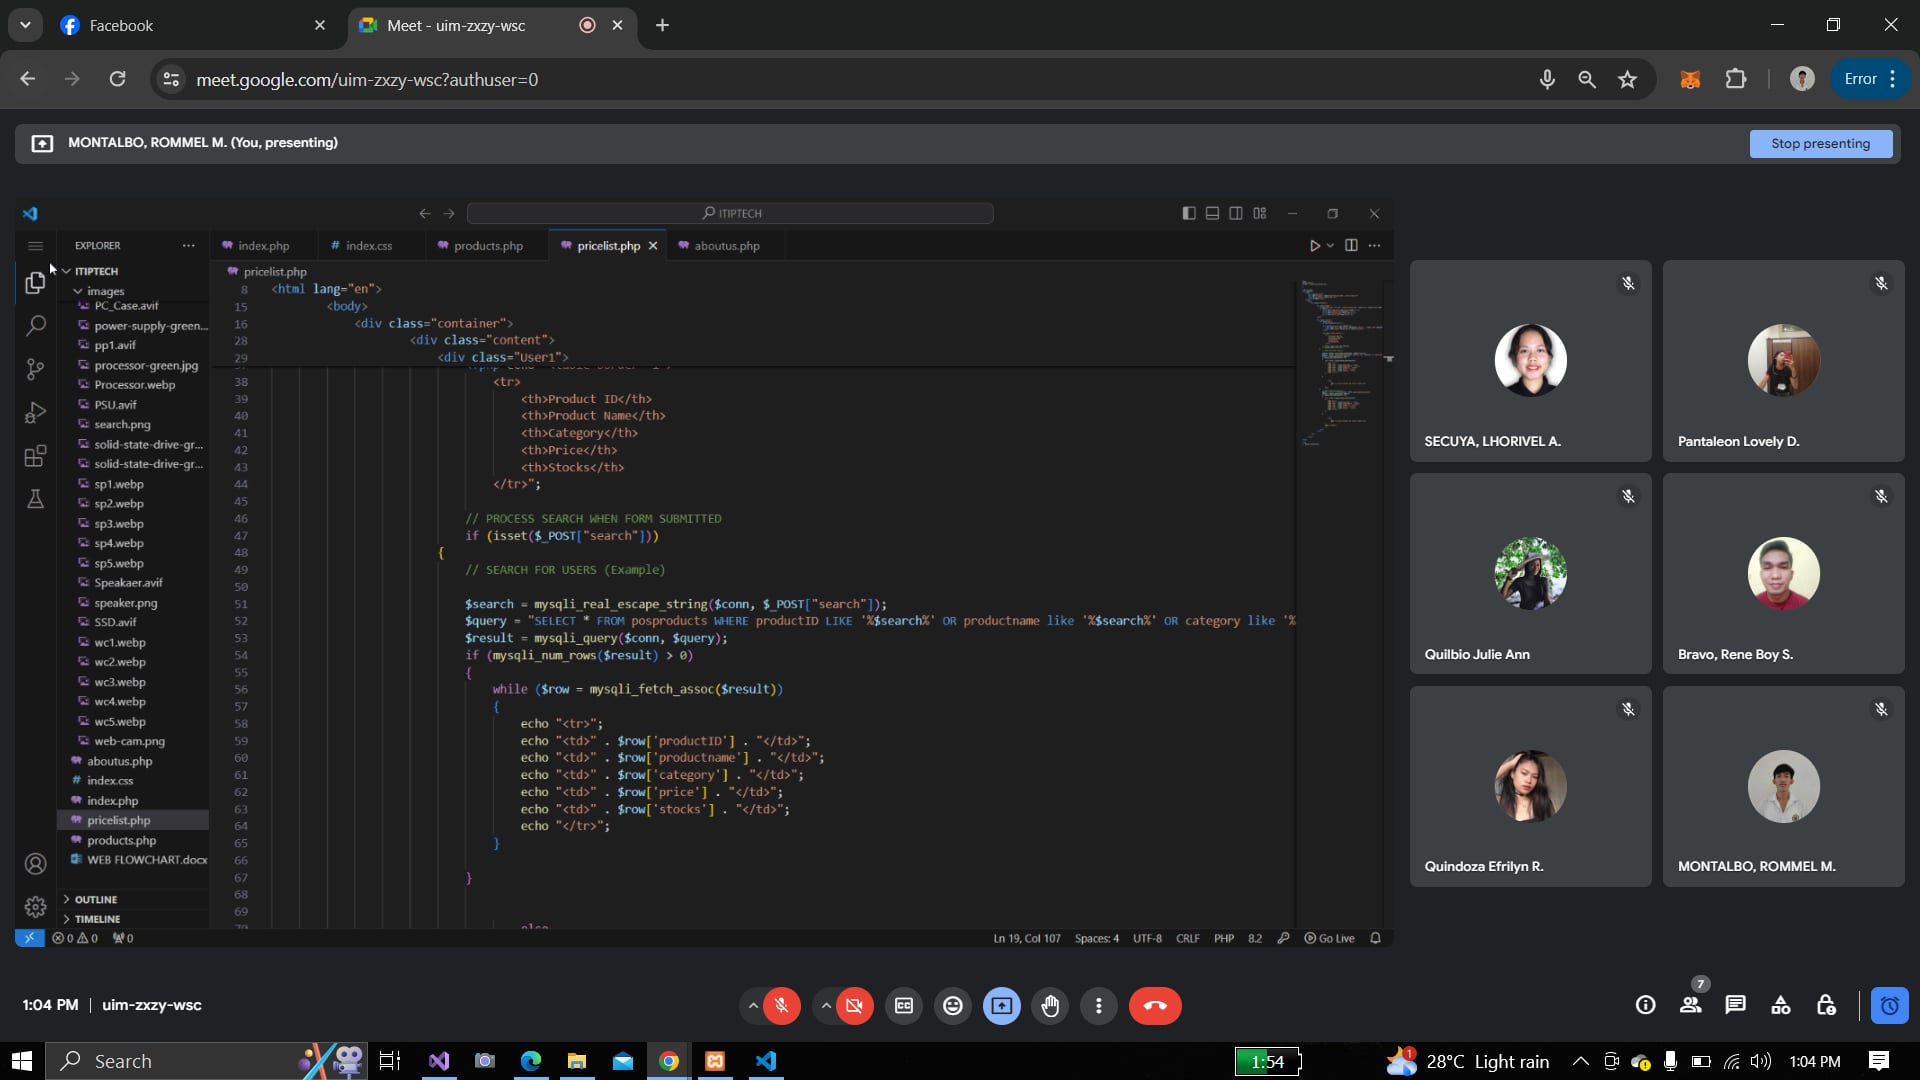 Facebook
Meet - uim-zxzy-wsc
meet.google.com/uim-zxzy-wsc?authuser=0
Error
MONTALBO, ROMMEL M. (You, presenting)
Stop presenting
ITIPTECH
EXPLORER
index.php
# index.css
products.php
pricelist.php
aboutus.php
ITIPTECH
images
PC_Case.avif
power-supply-green...
pp1.avif
processor-green.jpg
Processor.webp
PSU.avif
search.png
solid-state-drive-gr...
solid-state-drive-gr...
sp1.webp
sp2.webp
sp3.webp
sp4.webp
sp5.webp
Speakaer.avif
speaker.png
SSD.avif
wc1.webp
wc2.webp
wc3.webp
wc4.webp
wc5.webp
web-cam.png
aboutus.php
# index.css
index.php
pricelist.php
products.php
WEB FLOWCHART.docx
OUTLINE
TIMELINE
pricelist.php
8 <html lang="en">
15 <body>
16 <div class="container">
28 <div class="content">
29 <div class="User1">
38 <tr>
39 <th>Product ID</th>
40 <th>Product Name</th>
41 <th>Category</th>
42 <th>Price</th>
43 <th>Stocks</th>
44 </tr>";
45
46 // PROCESS SEARCH WHEN FORM SUBMITTED
47 if (isset($_POST["search"]))
48 {
49 // SEARCH FOR USERS (Example)
50
51 $search = mysqli_real_escape_string($conn, $_POST["search"]);
52 $query = "SELECT * FROM posproducts WHERE productID LIKE '%$search%' OR productname like '%$search%' OR category like '%
53 $result = mysqli_query($conn, $query);
54 if (mysqli_num_rows($result) > 0)
55 {
56 while ($row = mysqli_fetch_assoc($result))
57 {
58 echo "<tr>";
59 echo "<td>" . $row['productID'] . "</td>";
60 echo "<td>" . $row['productname'] . "</td>";
61 echo "<td>" . $row['category'] . "</td>";
62 echo "<td>" . $row['price'] . "</td>";
63 echo "<td>" . $row['stocks'] . "</td>";
64 echo "</tr>";
65 }
66
67 }
68
69
0 0 0
Ln 19, Col 107 Spaces: 4 UTF-8 CRLF PHP 8.2 Go Live
SECUYA, LHORIVEL A.
Pantaleon Lovely D.
Quilbio Julie Ann
Bravo, Rene Boy S.
Quindoza Efrilyn R.
MONTALBO, ROMMEL M.
1:04 PM | uim-zxzy-wsc
CC
7
Search
1:54
1
28°C Light rain
1:04 PM